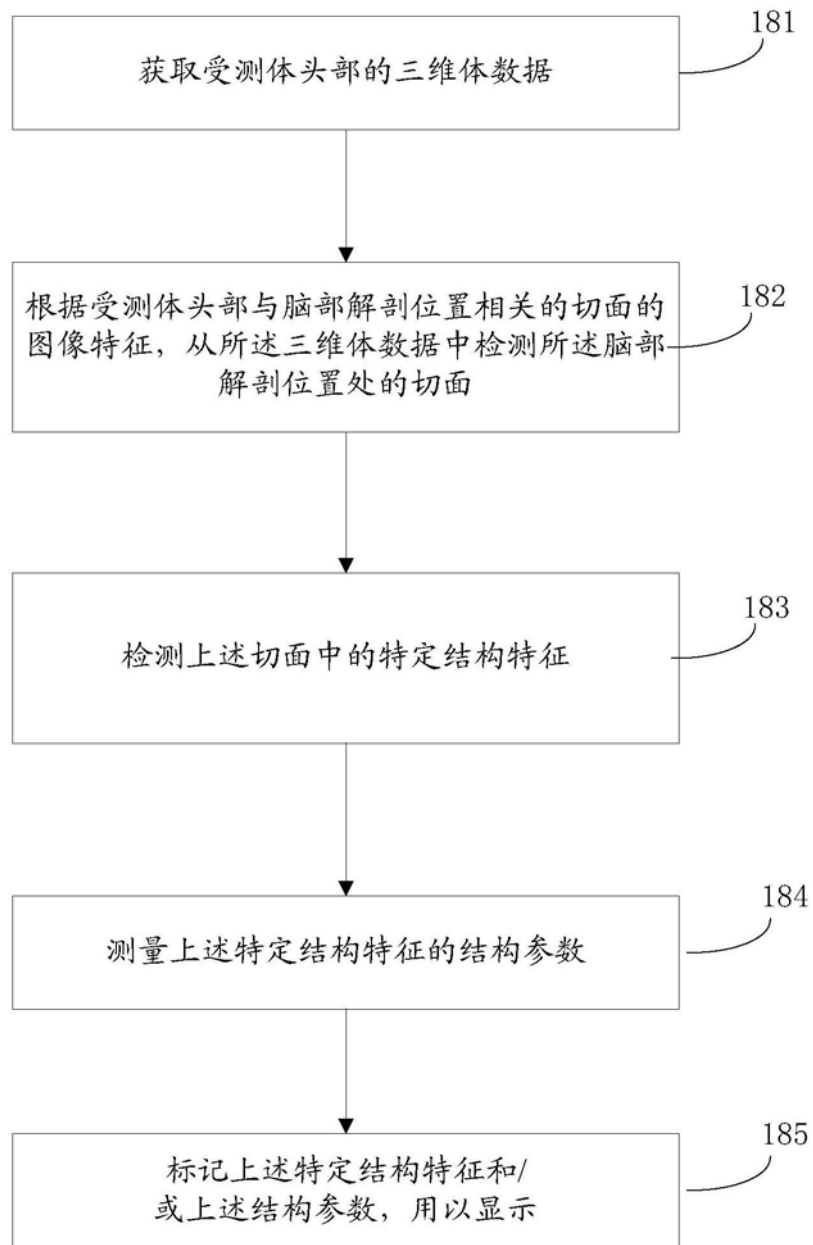 181
获取受测体头部的三维体数据
182
根据受测体头部与脑部解剖位置相关的切面的
图像特征，从所述三维体数据中检测所述脑部
解剖位置处的切面
183
检测上述切面中的特定结构特征
184
测量上述特定结构特征的结构参数
185
标记上述特定结构特征和/
或上述结构参数，用以显示